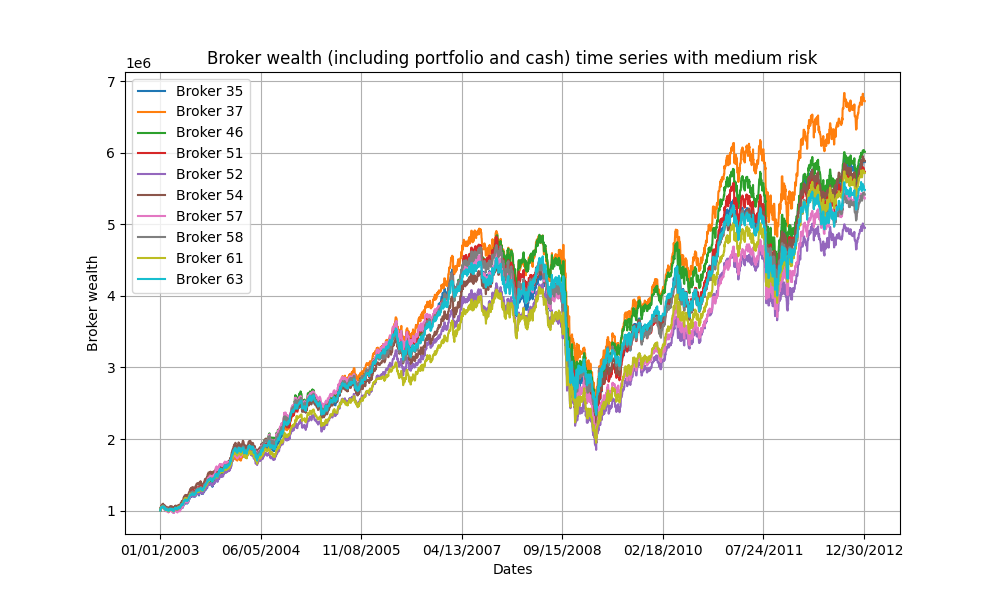 Broker wealth (including portfolio and cash) time series with medium risk
1e6
7
6
5
4
3
2
1
Broker wealth
Broker 35
Broker 37
Broker 46
Broker 51
Broker 52
Broker 54
Broker 57
Broker 58
Broker 61
Broker 63
01/01/2003 06/05/2004 11/08/2005 04/13/2007 09/15/2008 02/18/2010 07/24/2011 12/30/2012
Dates